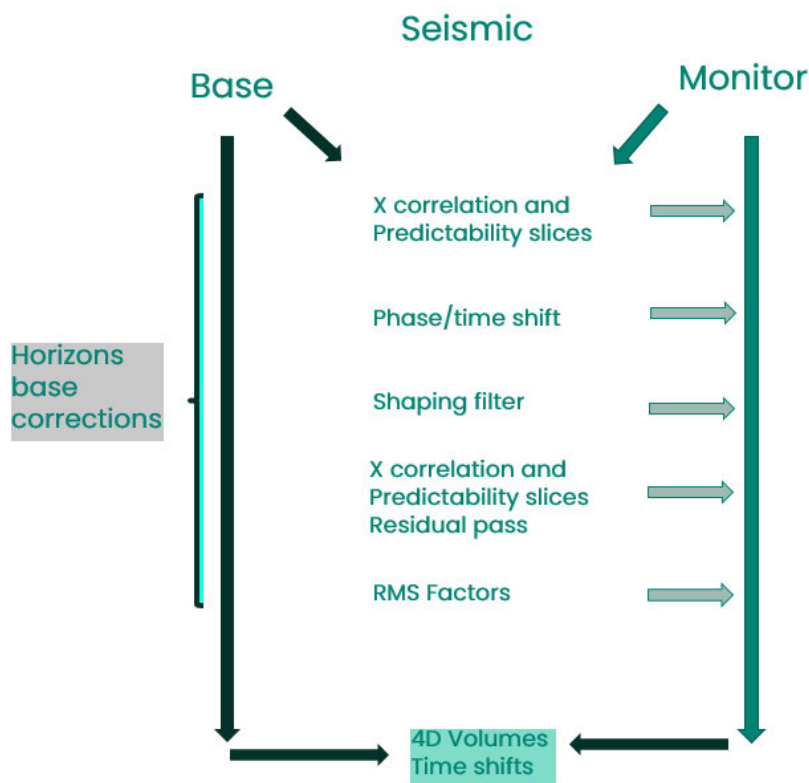 Seismic
Base
Monitor
X correlation and
Predictability slices
Phase/time shift
Horizons
base
corrections
Shaping filter
X correlation and
Predictability slices
Residual pass
RMS Factors
4D Volumes
Time shifts